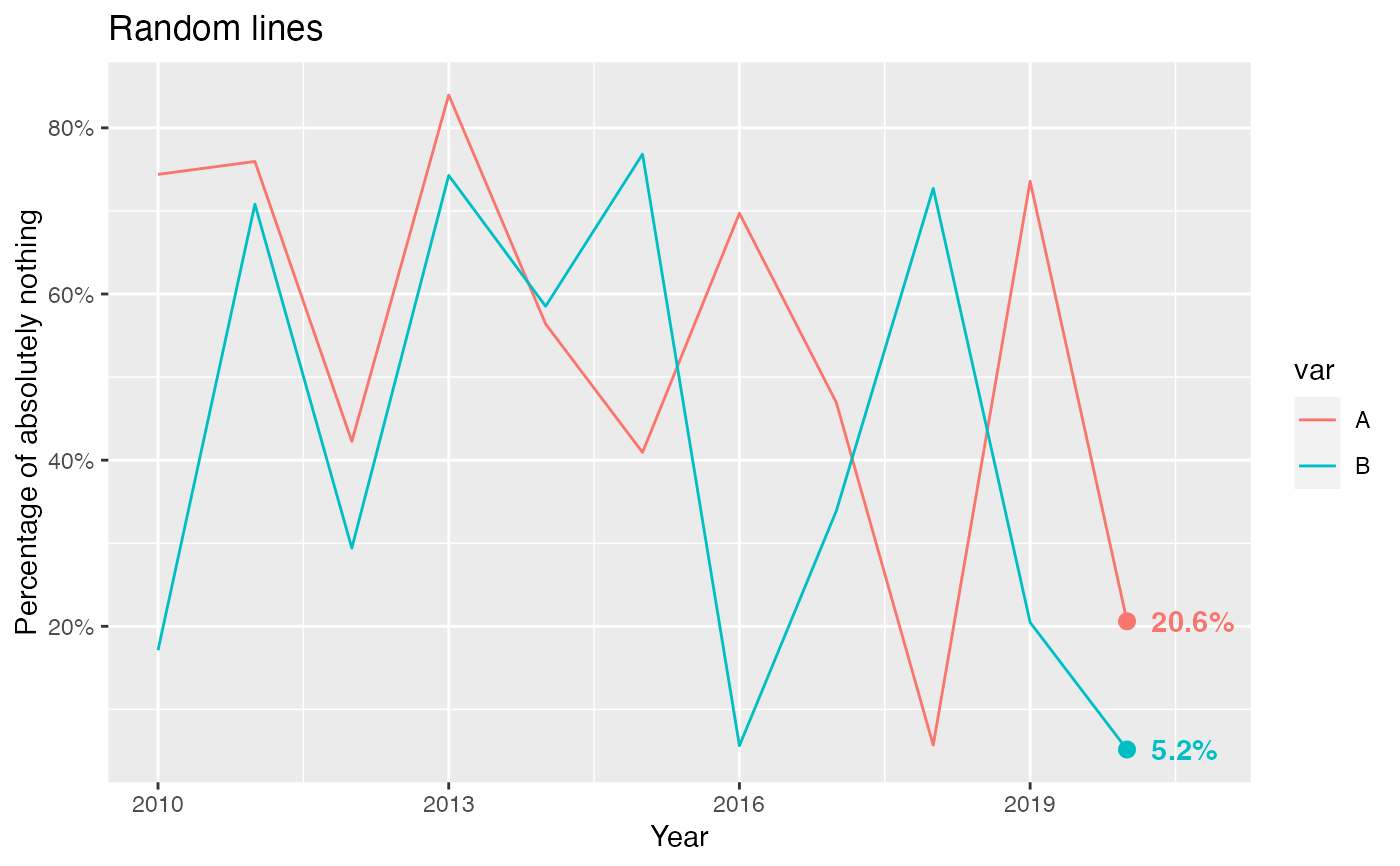 Random lines
Percentage of absolutely nothing
80%
60%
40%
20%
20.6%
5.2%
2010
2013
2016
2019
Year
var
A
B